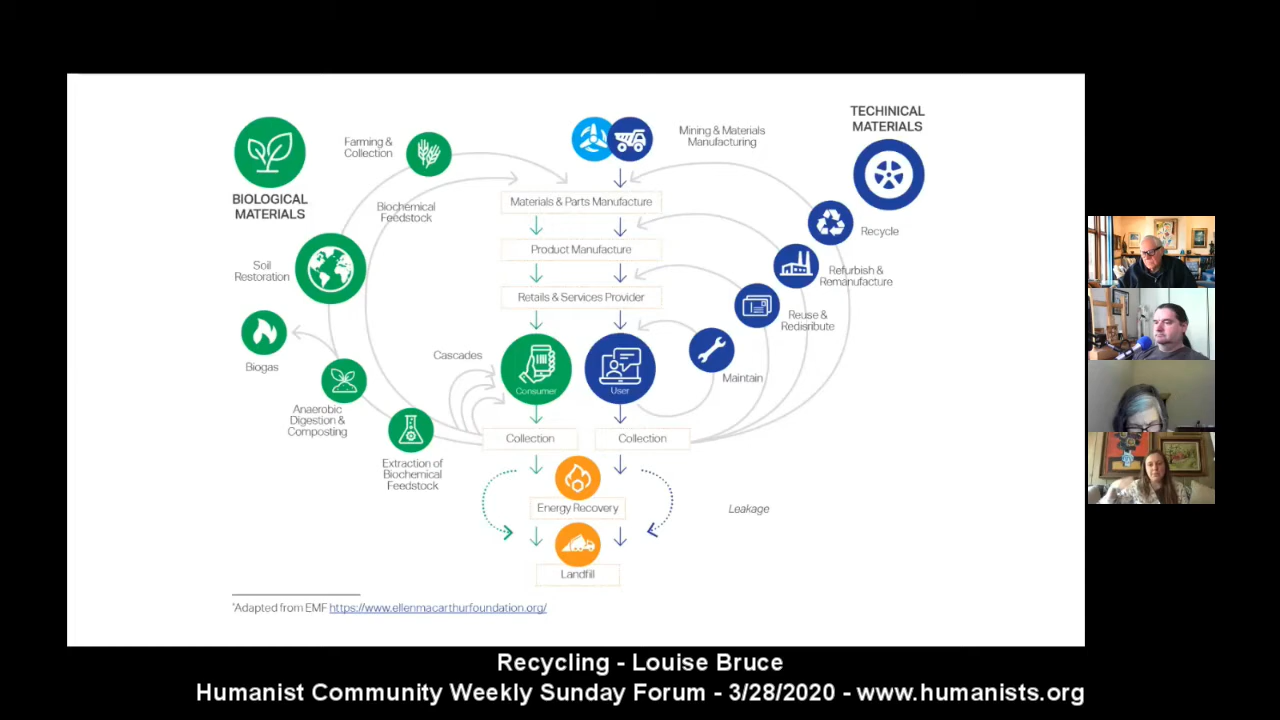 TECHINICAL
MATERIALS
Farming &
Collection
Mining & Materials
Manufacturing
BIOLOGICAL
MATERIALS
Biochemical
Feedstock
Materials & Parts Manufacture
Recycle
Product Manufacture
Soil
Restoration
Refurbish &
Remanufacture
Retails & Services Provider
Reuse &
Redisribute
Biogas
Cascades
Consumer
User
Maintain
Anaerobic
Digestion &
Composting
Collection
Collection
Extraction of
Biochemical
Feedstock
Energy Recovery
Leakage
Landfill
*Adapted from EMF https://www.ellenmacarthurfoundation.org/
Recycling - Louise Bruce
Humanist Community Weekly Sunday Forum - 3/28/2020 - www.humanists.org